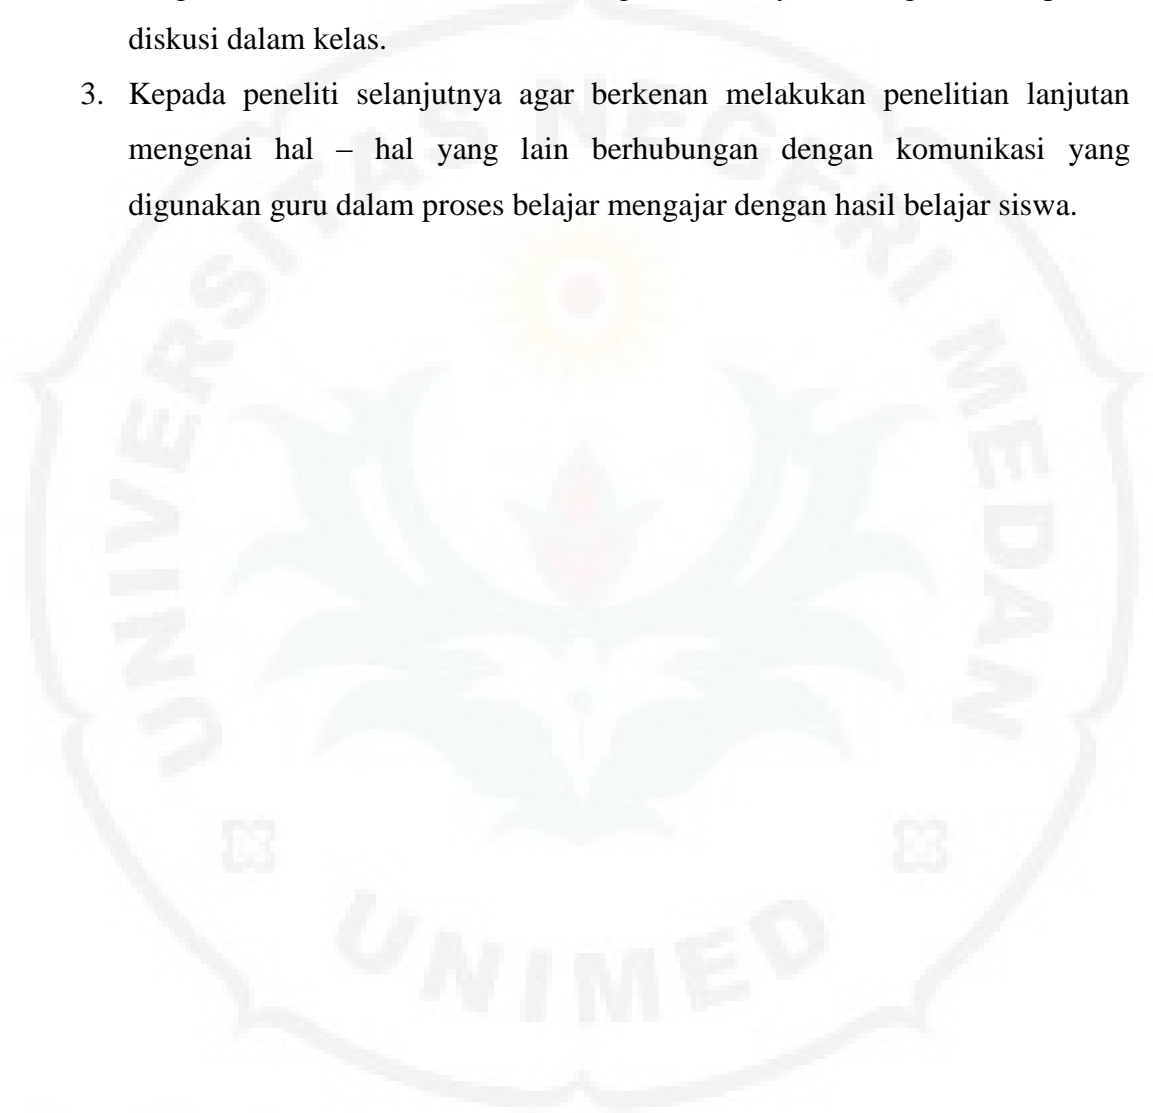 diskusi dalam kelas.
3. Kepada peneliti selanjutnya agar berkenan melakukan penelitian lanjutan
mengenai hal – hal yang lain berhubungan dengan komunikasi yang
digunakan guru dalam proses belajar mengajar dengan hasil belajar siswa.
UNIVERSITAS NEGERI MEDAN
UNIMED